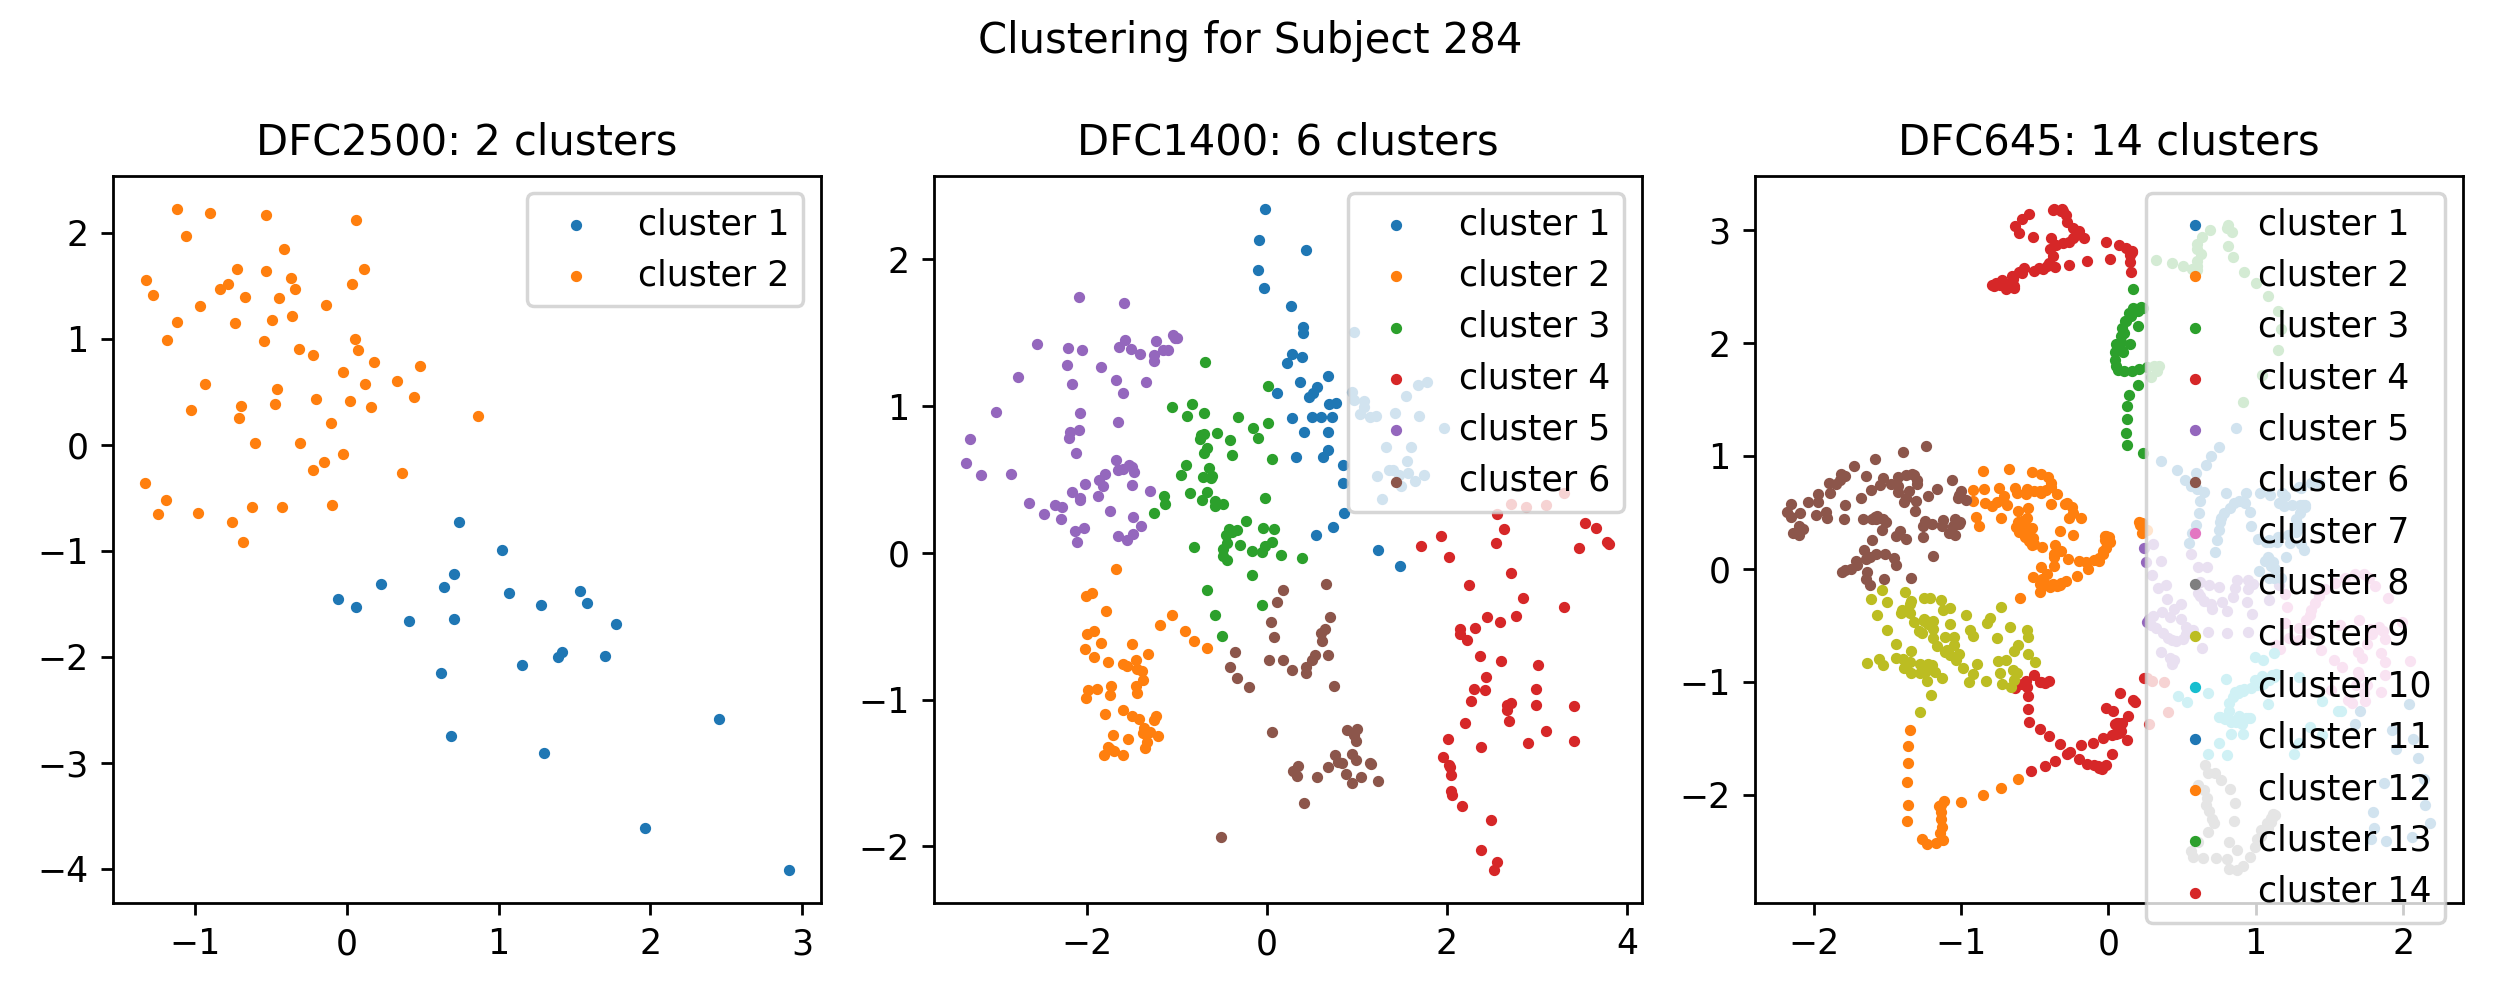 Clustering for Subject 284
DFC2500: 2 clusters
cluster 1
cluster 2
2
1
0
−1
−2
−3
−4
−1
0
1
2
3
DFC1400: 6 clusters
cluster 1
cluster 2
cluster 3
cluster 4
cluster 5
cluster 6
2
1
0
−1
−2
−2
0
2
4
DFC645: 14 clusters
cluster 1
cluster 2
cluster 3
cluster 4
cluster 5
cluster 6
cluster 7
cluster 8
cluster 9
cluster 10
cluster 11
cluster 12
cluster 13
cluster 14
3
2
1
0
−1
−2
−2
−1
0
1
2